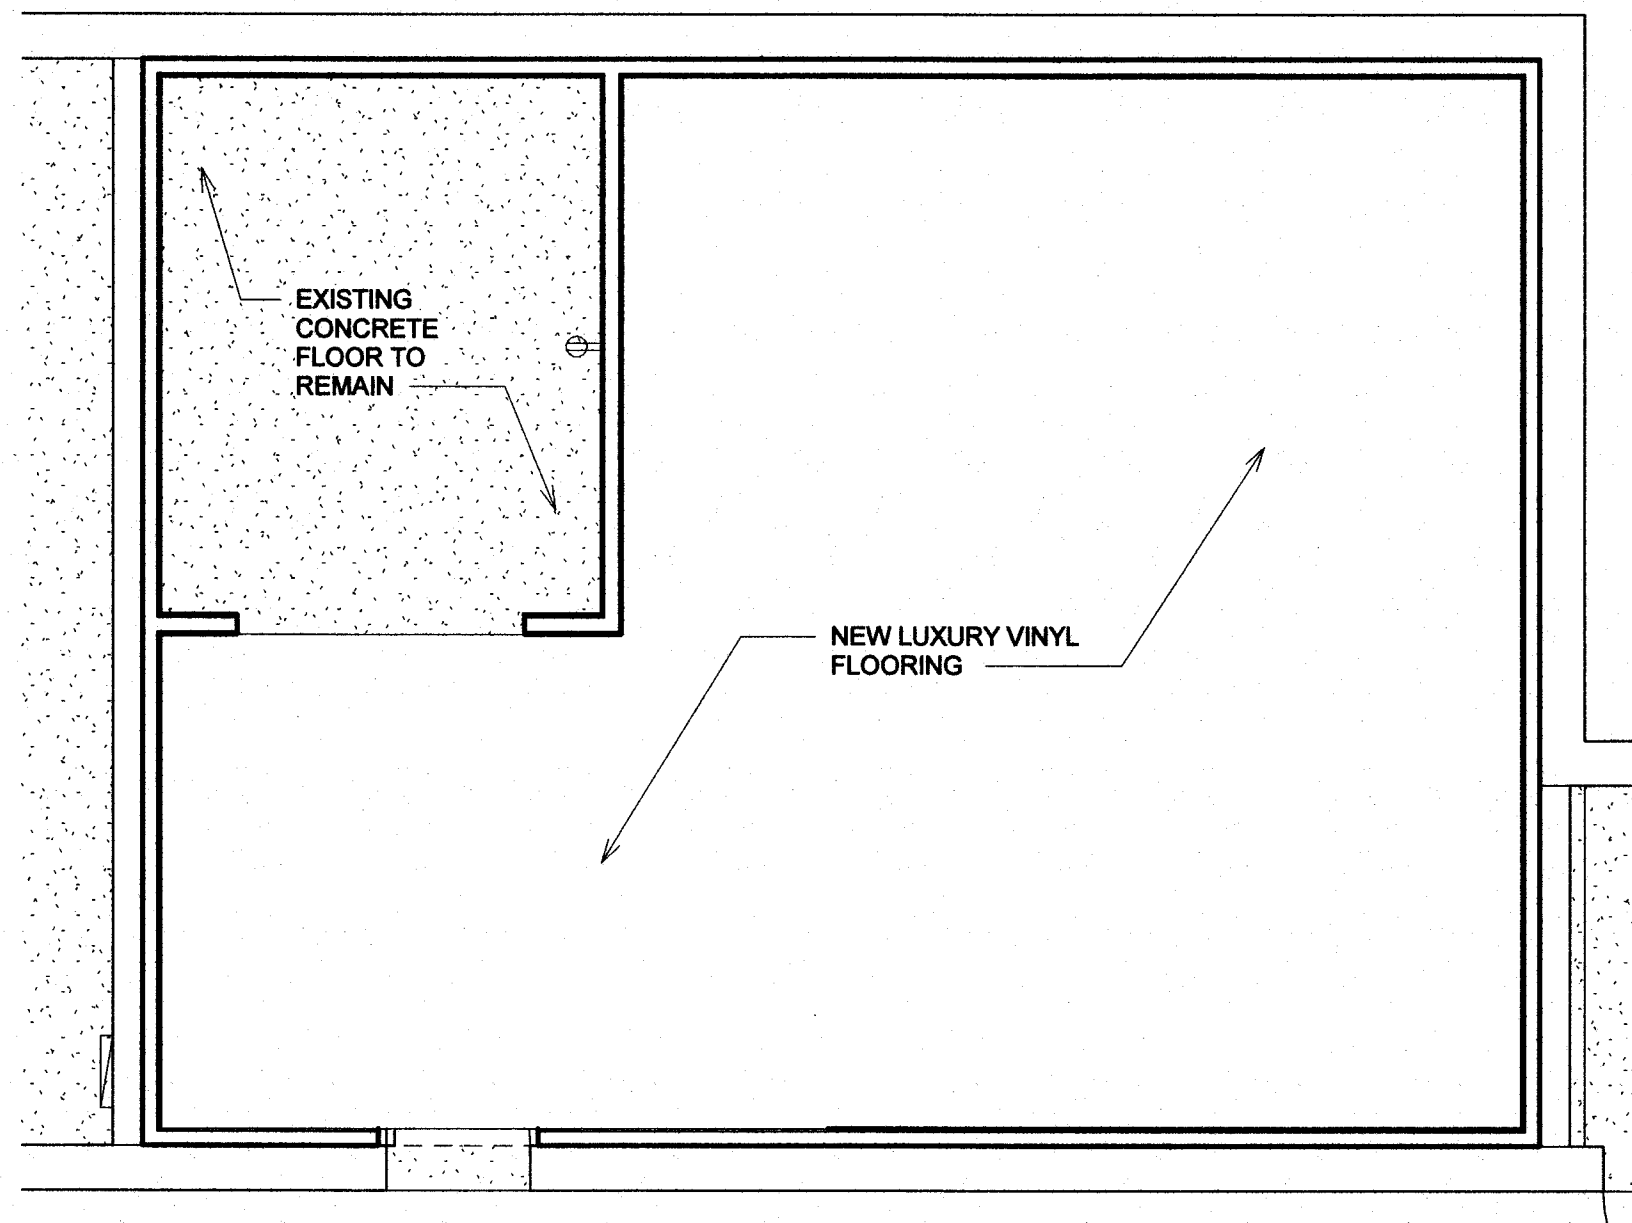 EXISTING
CONCRETE
FLOOR TO
REMAIN
NEW LUXURY VINYL
FLOORING